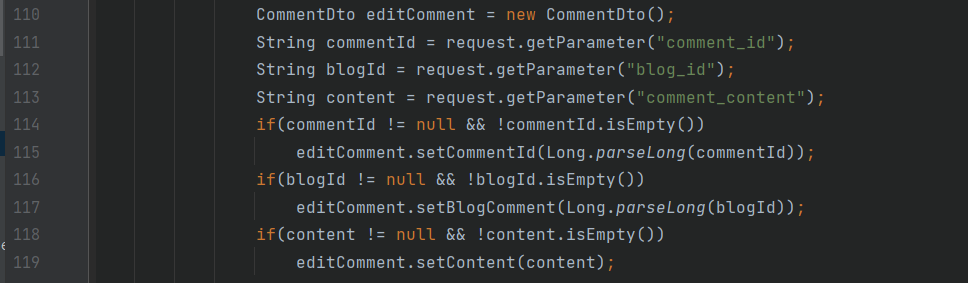 110 CommentDto editComment = new CommentDto();
111 String commentId = request.getParameter("comment_id");
112 String blogId = request.getParameter("blog_id");
113 String content = request.getParameter("comment_content");
114 if(commentId != null && !commentId.isEmpty())
115 editComment.setCommentId(Long.parseLong(commentId));
116 if(blogId != null && !blogId.isEmpty())
117 editComment.setBlogComment(Long.parseLong(blogId));
118 if(content != null && !content.isEmpty())
119 editComment.setContent(content);